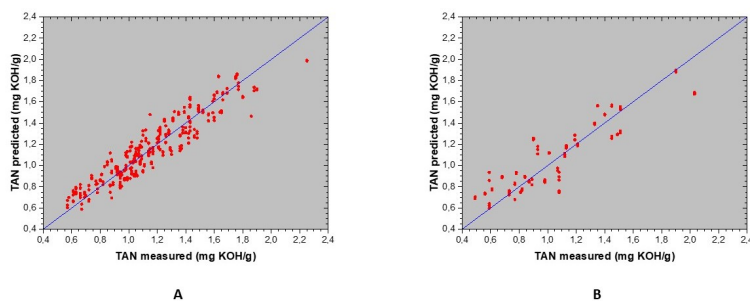 2,4
2,2
2,0
1,8
1,6
1,4
1,2
1,0
0,8
0,6
0,4
TAN predicted (mg KOH/g)
0,4 0,6 0,8 1,0 1,2 1,4 1,6 1,8 2,0 2,2 2,4
TAN measured (mg KOH/g)
A
2,4
2,2
2,0
1,8
1,6
1,4
1,2
1,0
0,8
0,6
0,4
TAN predicted (mg KOH/g)
0,4 0,6 0,8 1,0 1,2 1,4 1,6 1,8 2,0 2,2 2,4
TAN measured (mg KOH/g)
B